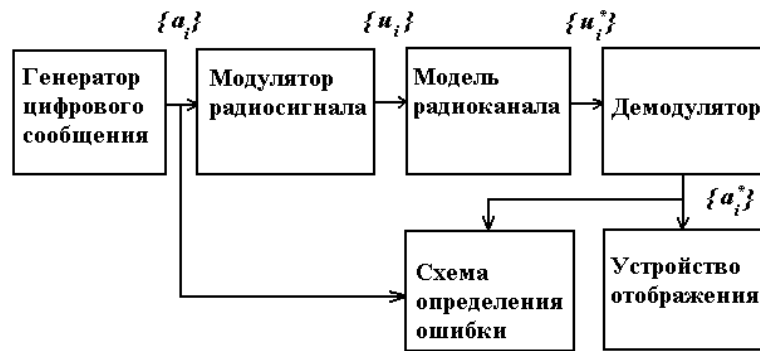 {a_i} {u_i} {u_i^*}
Генератор
цифрового
сообщения
Модулятор
радиосигнала
Модель
радиоканала
Демодулятор
{a_i^*}
Схема
определения
ошибки
Устройство
отображения